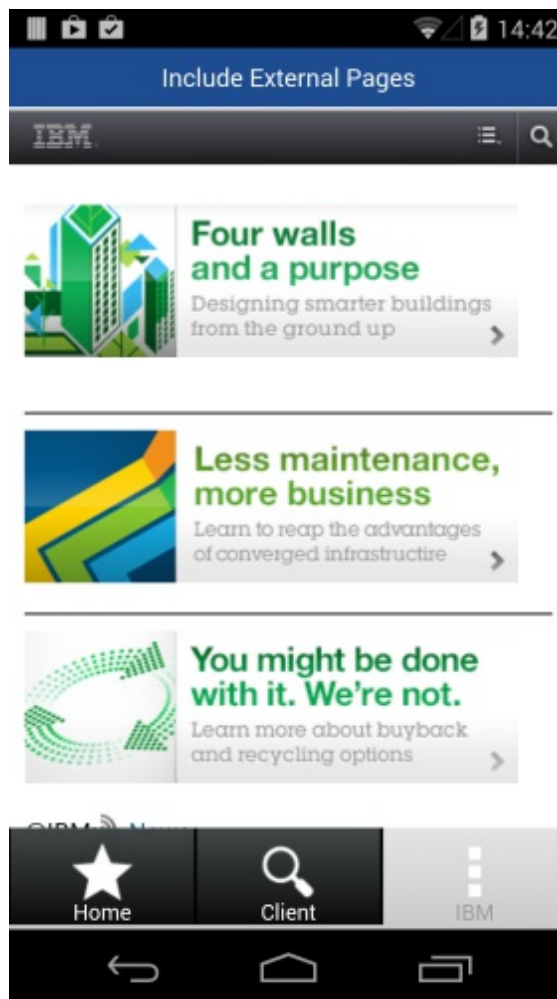 14:42
Include External Pages
IBM
Four walls
and a purpose
Designing smarter buildings
from the ground up
Less maintenance,
more business
Learn to reap the advantages
of converged infrastructire
You might be done
with it. We're not.
Learn more about buyback
and recycling options
Home
Client
IBM